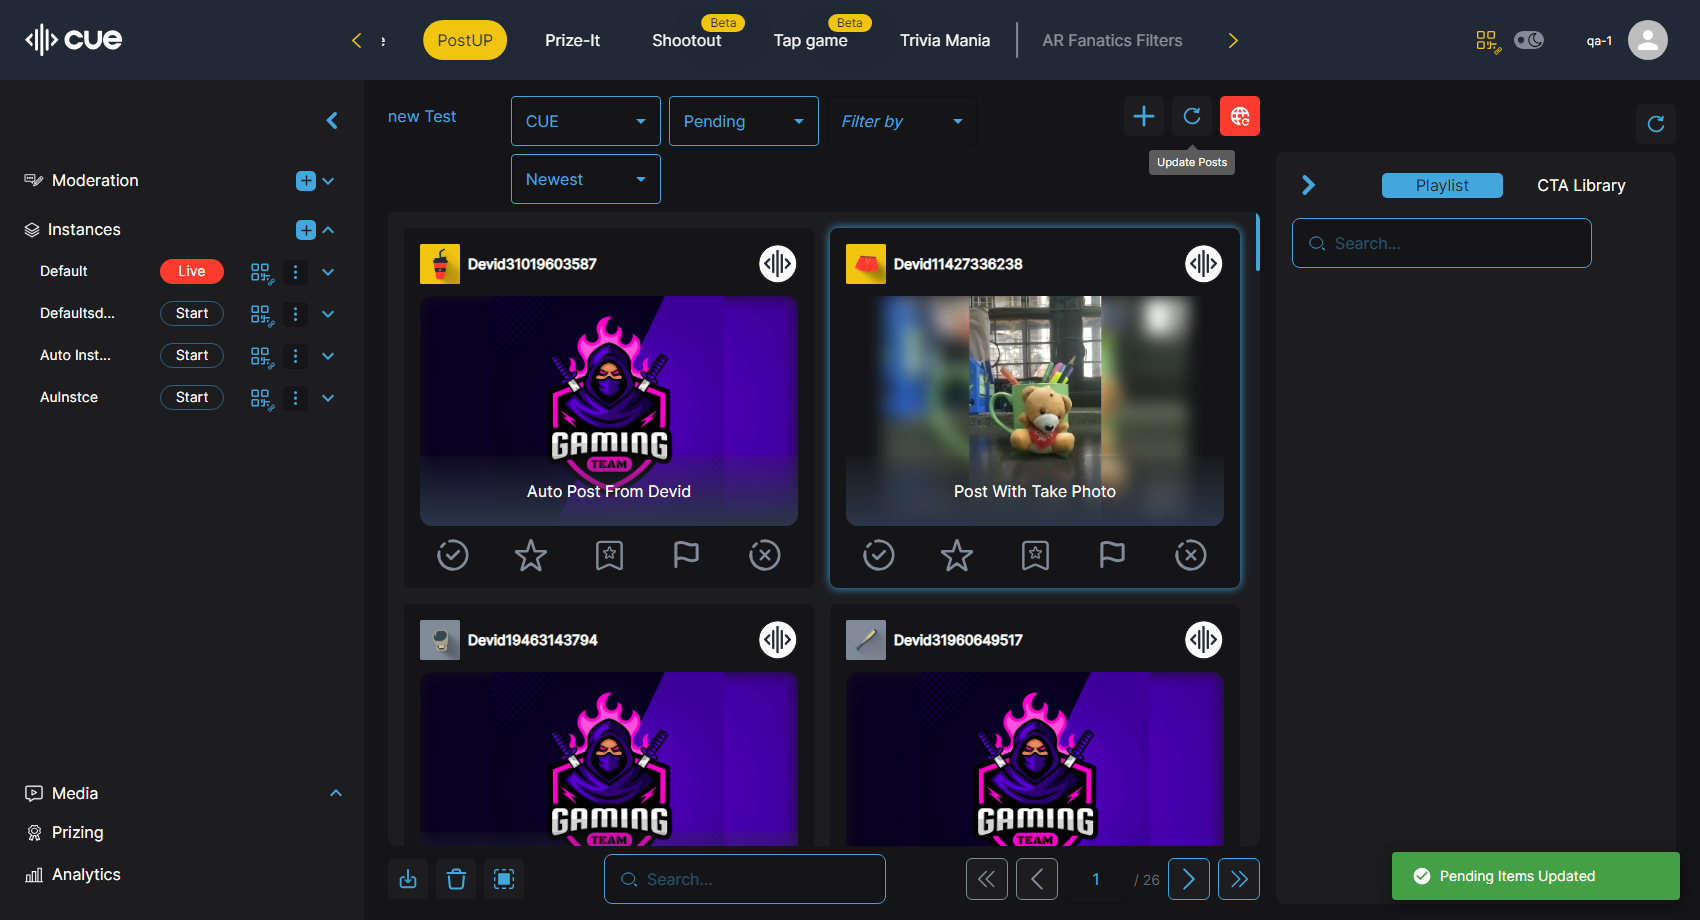 cue
PostUP
Prize-It
Beta
Shootout
Beta
Tap game
Trivia Mania
AR Fanatics Filters
qa-1
Moderation
Instances
Default
Live
Defaultsd...
Start
Auto Inst...
Start
AuInstce
Start
Media
Prizing
Analytics
new Test
CUE
Pending
Filter by
Newest
Update Posts
Devid31019603587
GAMING
TEAM
Auto Post From Devid
Devid11427336238
Post With Take Photo
Devid19463143794
GAMING
TEAM
Devid31960649517
GAMING
TEAM
Search...
1
/ 26
Playlist
CTA Library
Search...
Pending Items Updated